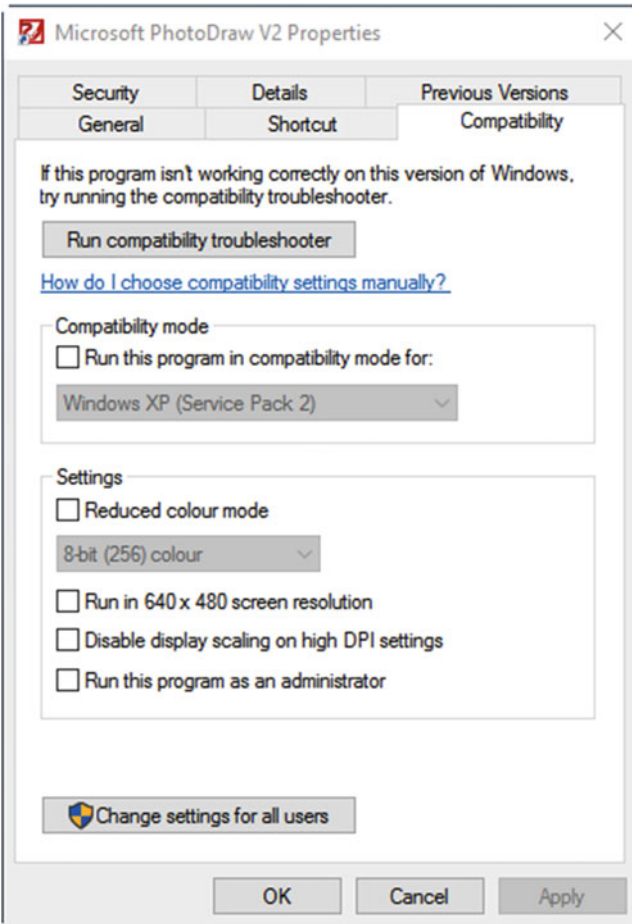 Microsoft PhotoDraw V2 Properties
Security Details Previous Versions
General Shortcut Compatibility
If this program isn't working correctly on this version of Windows,
try running the compatibility troubleshooter.
Run compatibility troubleshooter
How do I choose compatibility settings manually?
Compatibility mode
Run this program in compatibility mode for:
Windows XP (Service Pack 2)
Settings
Reduced colour mode
8-bit (256) colour
Run in 640 x 480 screen resolution
Disable display scaling on high DPI settings
Run this program as an administrator
Change settings for all users
OK Cancel Apply